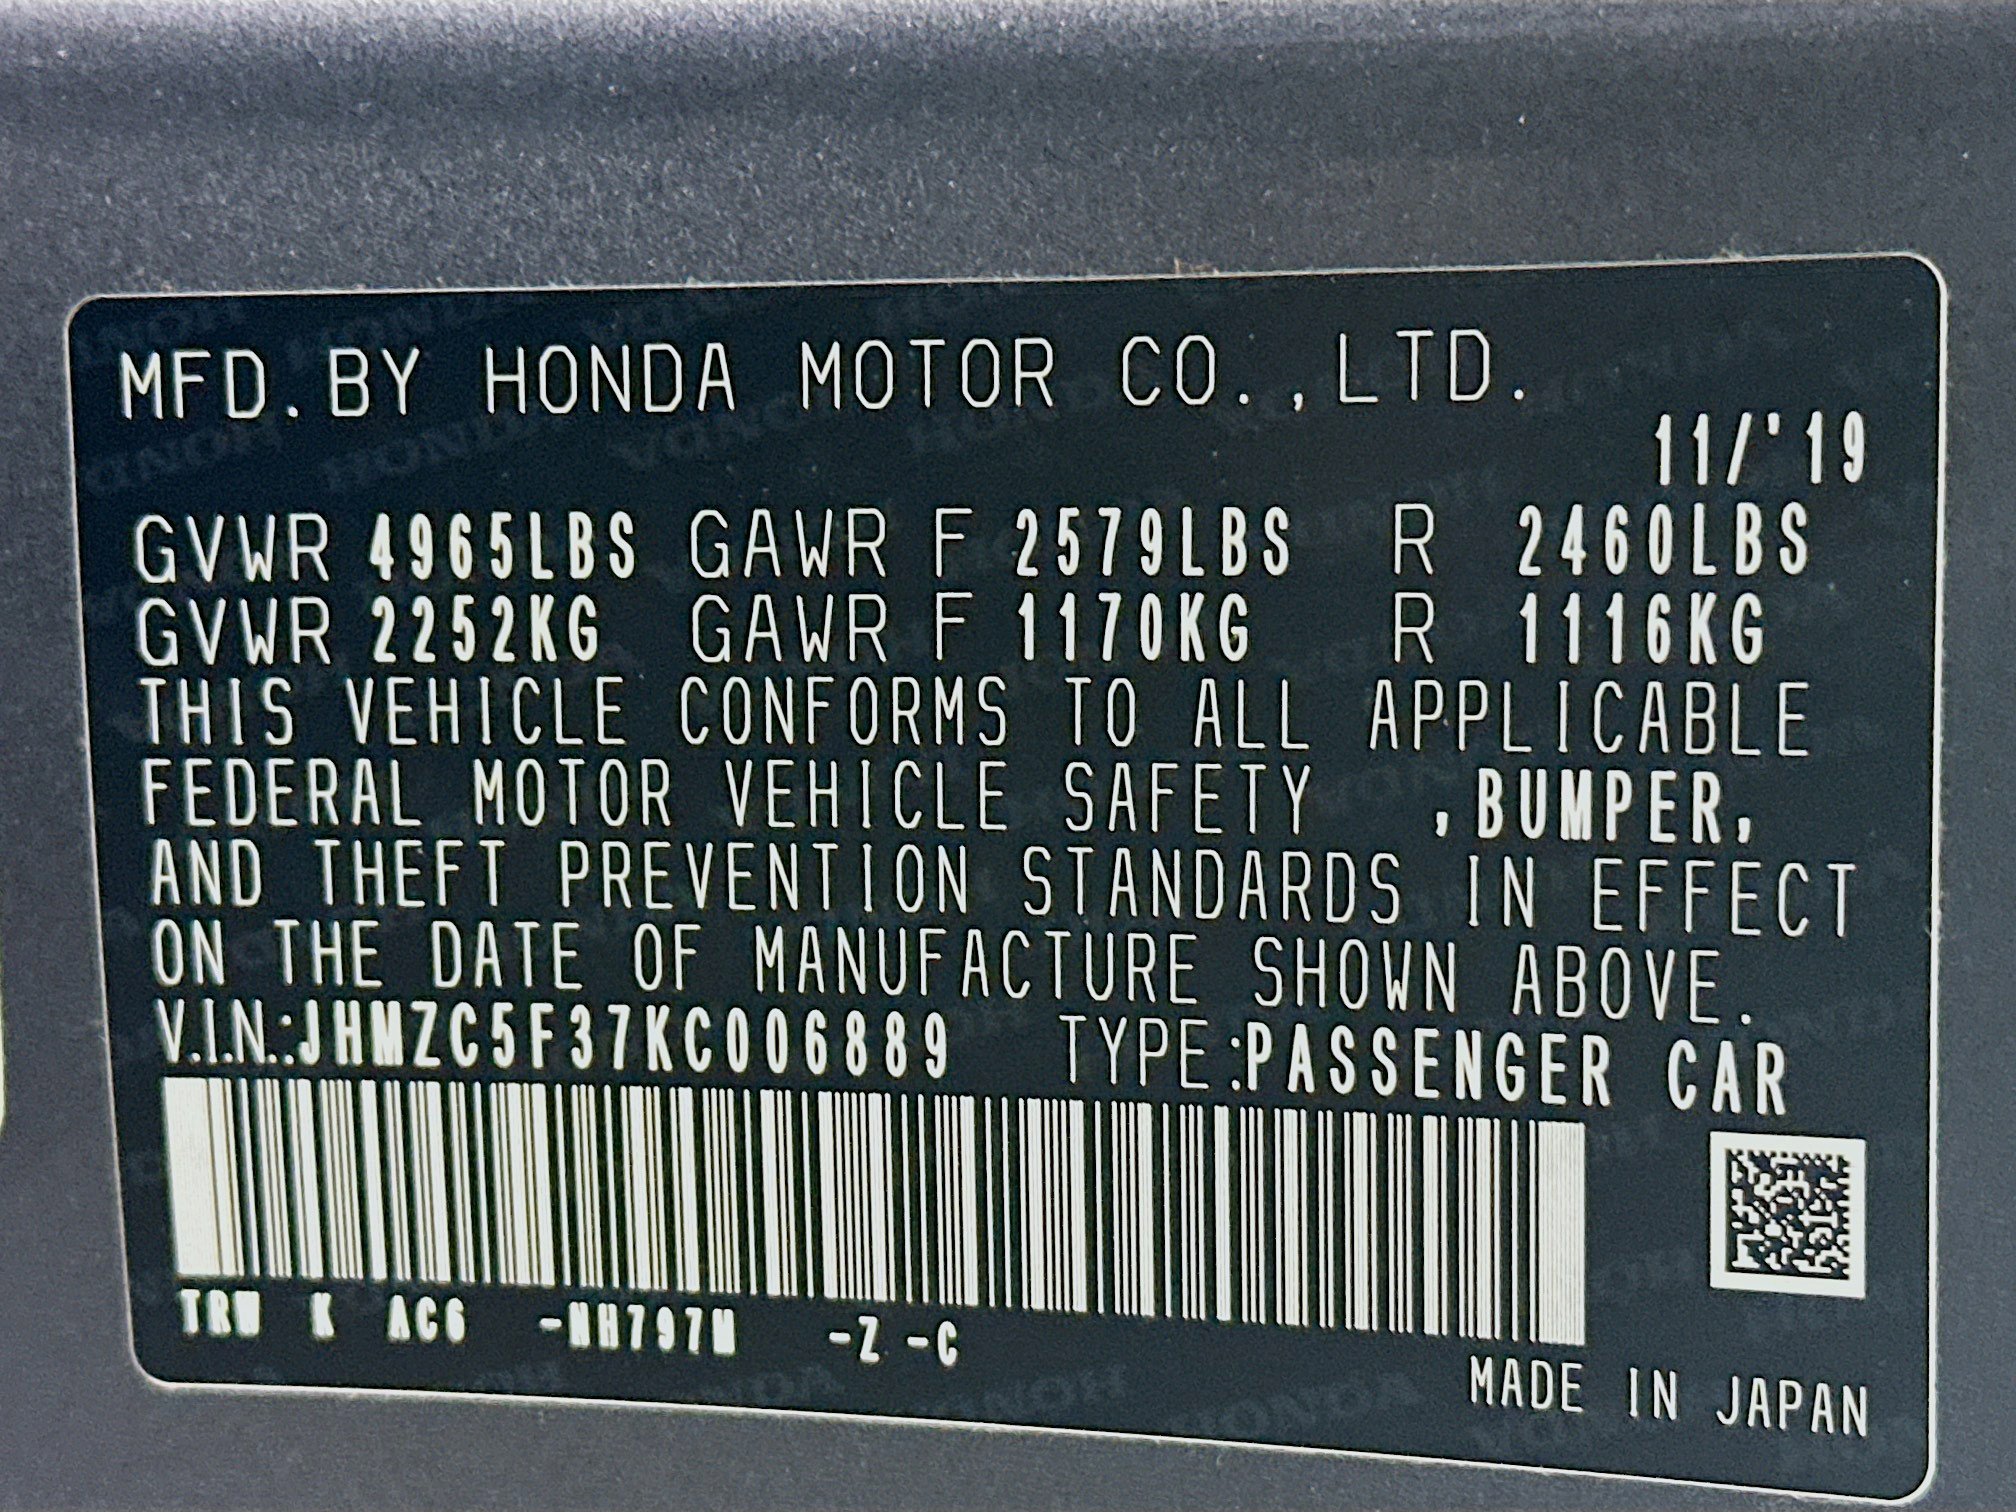 MFD. BY HONDA MOTOR CO.,LTD.
11/'19
GVWR 4965LBS GAWR F 2579LBS R 2460LBS
GVWR 2252KG GAWR F 1170KG R 1116KG
THIS VEHICLE CONFORMS TO ALL APPLICABLE
FEDERAL MOTOR VEHICLE SAFETY ,BUMPER,
AND THEFT PREVENTION STANDARDS IN EFFECT
ON THE DATE OF MANUFACTURE SHOWN ABOVE.
V.I.N.:JHMZC5F37KC006889 TYPE:PASSENGER CAR
TRW K AC6 -NH797M -Z -C
MADE IN JAPAN